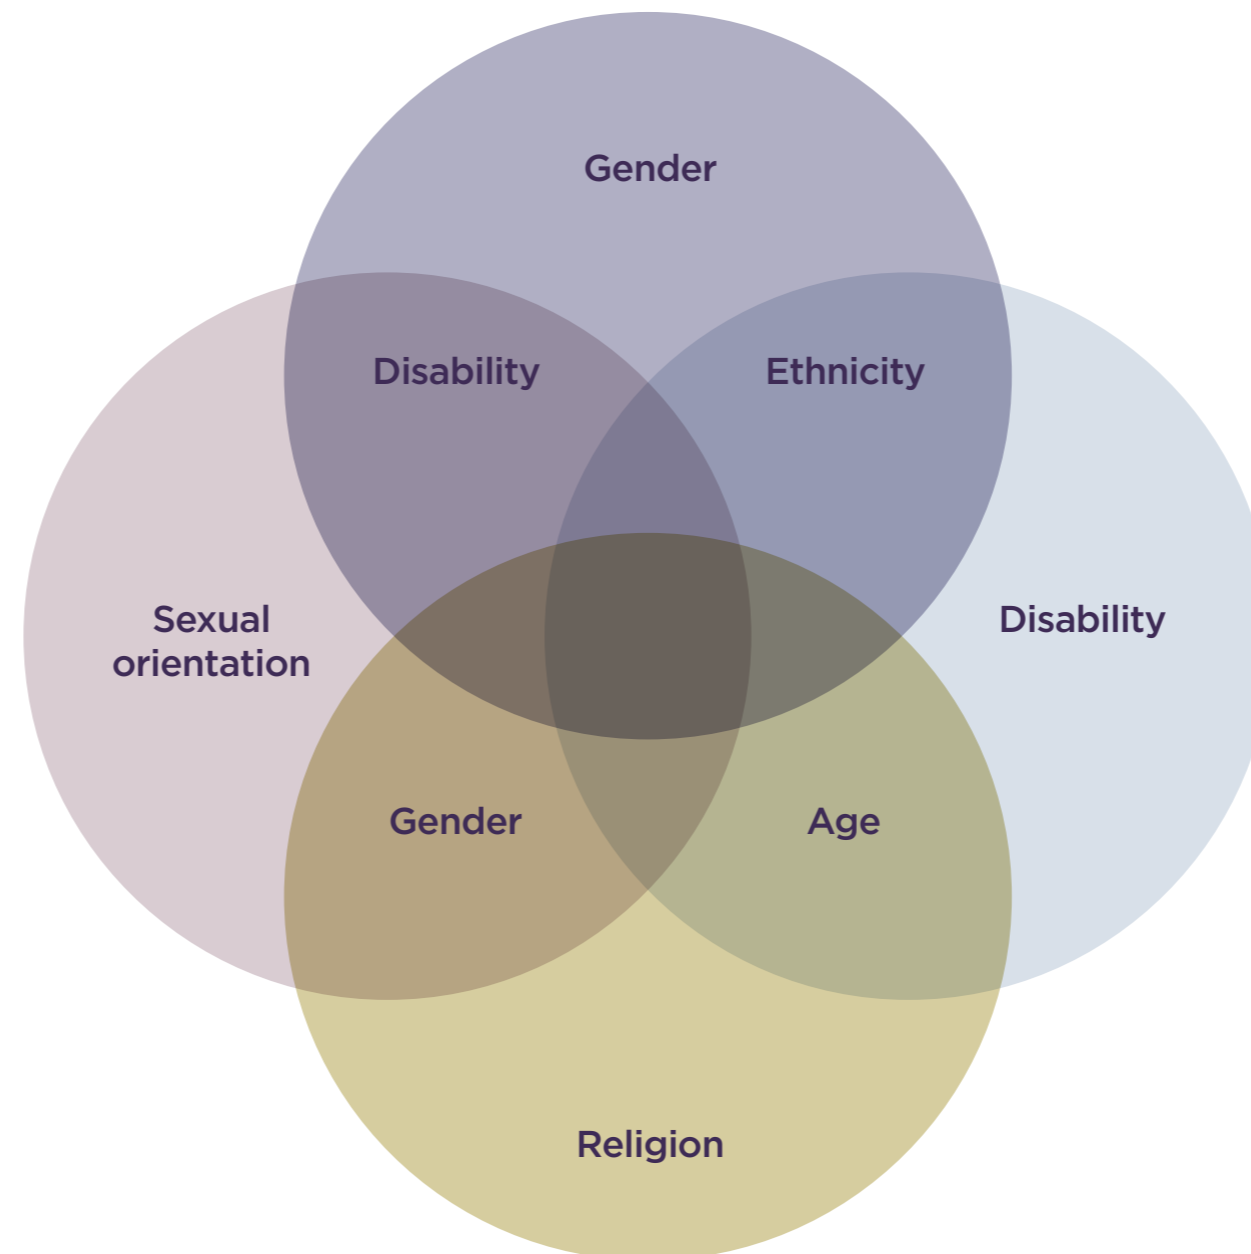 Gender
Disability
Ethnicity
Sexual
orientation
Disability
Gender
Age
Religion